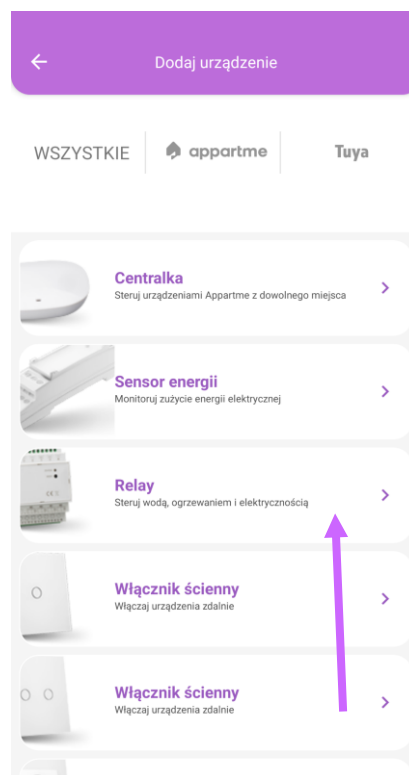 Dodaj urządzenie
WSZYSTKIE
appartme
Tuya
Centralka
Steruj urządzeniami Appartme z dowolnego miejsca
Sensor energii
Monitoruj zużycie energii elektrycznej
Relay
Steruj wodą, ogrzewaniem i elektrycznością
Włącznik ścienny
Włączaj urządzenia zdalnie
Włącznik ścienny
Włączaj urządzenia zdalnie